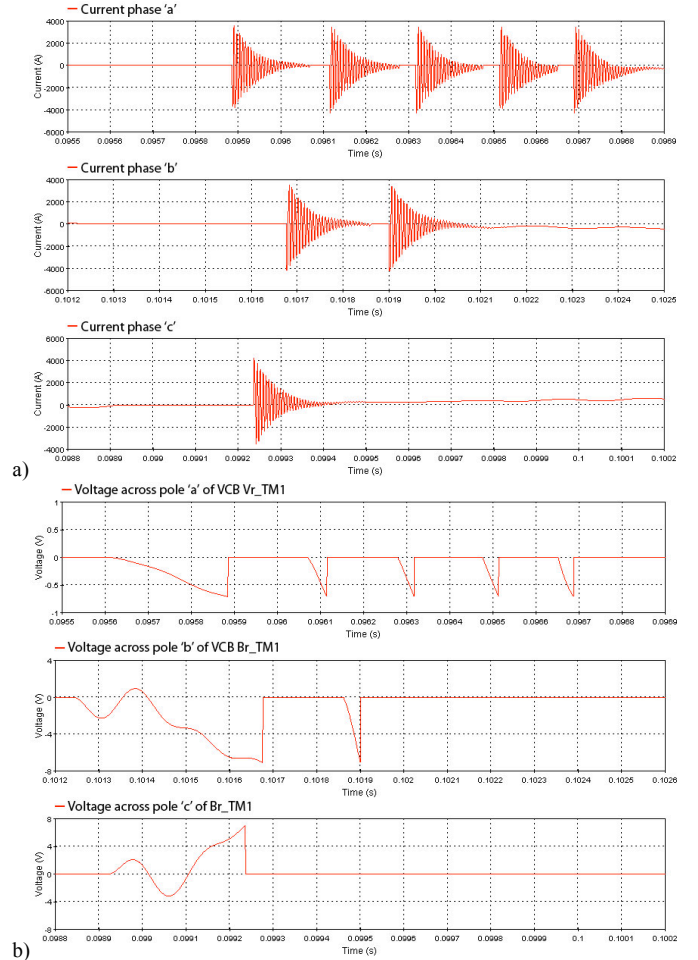 Current phase 'a'
4000
2000
0
-2000
-4000
-6000
Current (A)
0.0955 0.0956 0.0957 0.0958 0.0959 0.096 0.0961 0.0962 0.0963 0.0964 0.0965 0.0966 0.0967 0.0968 0.0969
Time (s)
Current phase 'b'
4000
2000
0
-2000
-4000
-6000
Current (A)
0.1012 0.1013 0.1014 0.1015 0.1016 0.1017 0.1018 0.1019 0.102 0.1021 0.1022 0.1023 0.1024 0.1025
Time (s)
Current phase 'c'
6000
4000
2000
0
-2000
-4000
Current (A)
0.0988 0.0989 0.099 0.0991 0.0992 0.0993 0.0994 0.0995 0.0996 0.0997 0.0998 0.0999 0.1 0.1001 0.1002
Time (s)
a)
Voltage across pole 'a' of VCB Vr_TM1
1
0.5
0
-0.5
-1
Voltage (V)
0.0955 0.0956 0.0957 0.0958 0.0959 0.096 0.0961 0.0962 0.0963 0.0964 0.0965 0.0966 0.0967 0.0968 0.0969
Time (s)
Voltage across pole 'b' of VCB Br_TM1
4
0
-4
-8
Voltage (V)
0.1012 0.1013 0.1014 0.1015 0.1016 0.1017 0.1018 0.1019 0.102 0.1021 0.1022 0.1023 0.1024 0.1025 0.1026
Time (s)
Voltage across pole 'c' of Br_TM1
8
4
0
-4
-8
Voltage (V)
0.0988 0.0989 0.099 0.0991 0.0992 0.0993 0.0994 0.0995 0.0996 0.0997 0.0998 0.0999 0.1 0.1001 0.1002
Time (s)
b)